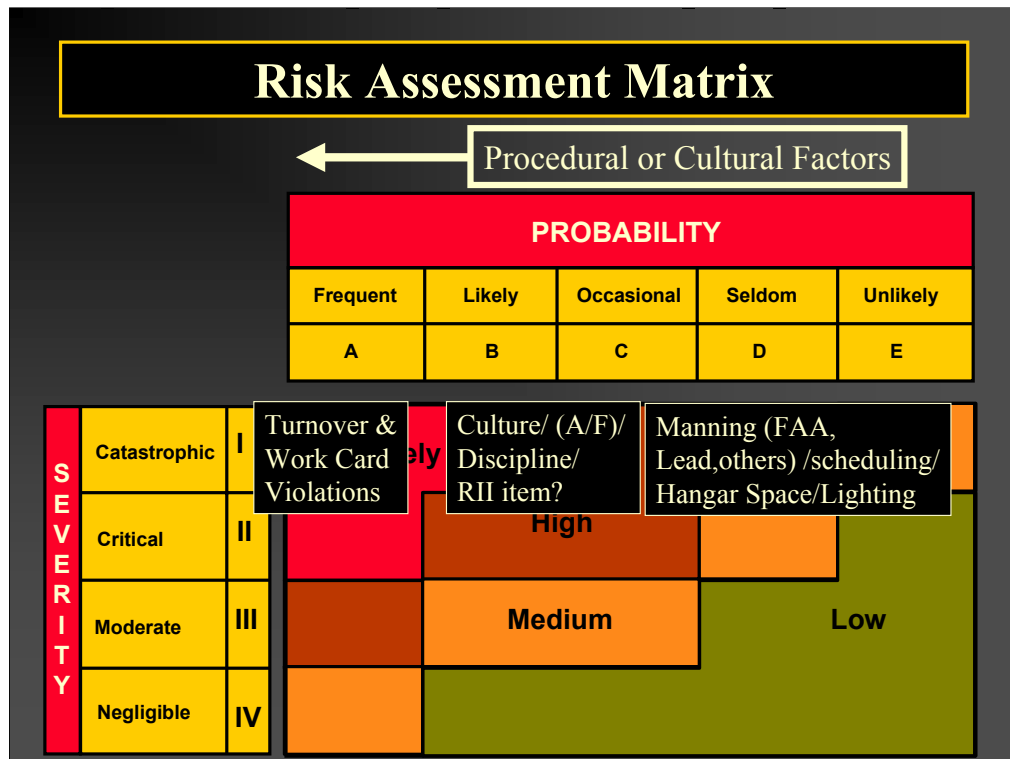 Risk Assessment Matrix
Procedural or Cultural Factors
PROBABILITY
Frequent Likely Occasional Seldom Unlikely
A B C D E
SEVERITY
Catastrophic I
Turnover &
Work Card
Violations
Culture/ (A/F)/
Discipline/
RII item?
Manning (FAA,
Lead,others) /scheduling/
Hangar Space/Lighting
Critical II
High
Moderate III
Medium
Low
Negligible IV